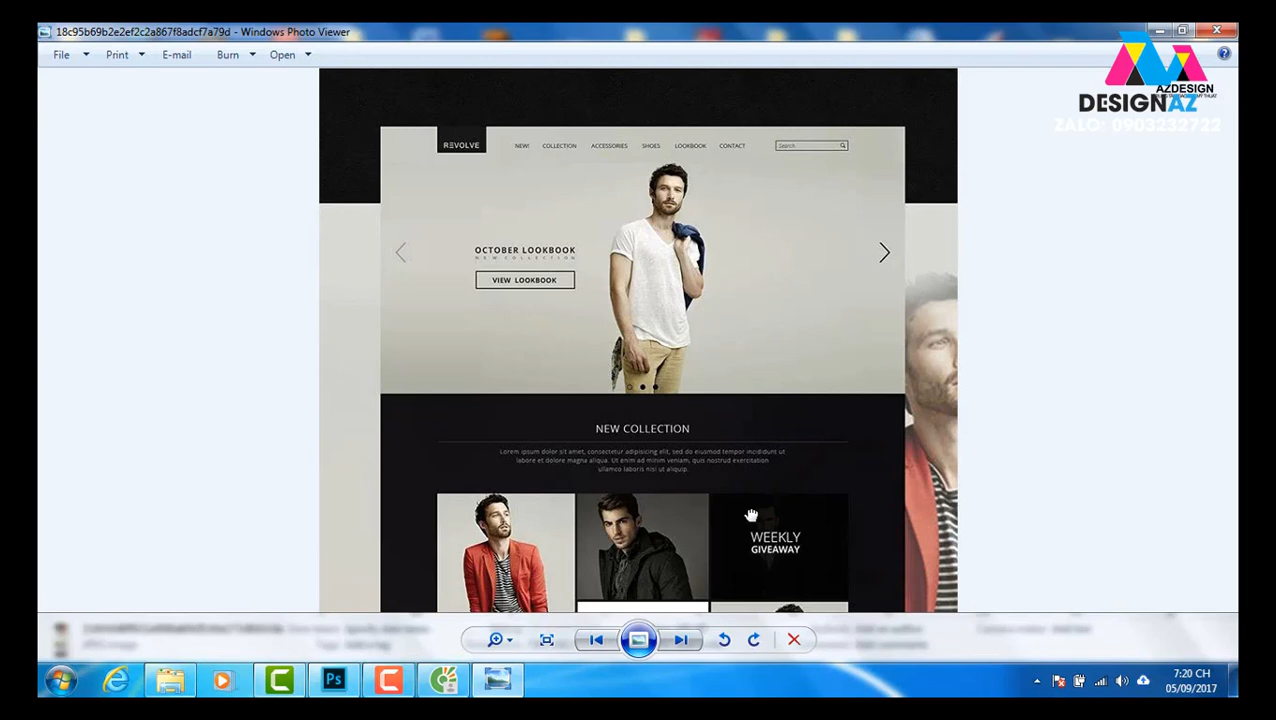 18c95b69b2e2ef2c2a867f8adcf7a79d - Windows Photo Viewer
File Print E-mail Burn Open
AZDESIGN
DESIGNAZ
ZALO: 0903232722
REVOLVE
NEW! COLLECTION ACCESSORIES SHOES LOOKBOOK CONTACT
Search
OCTOBER LOOKBOOK
NEW COLLECTION
VIEW LOOKBOOK
NEW COLLECTION
Lorem ipsum dolor sit amet, consectetur adipisicing elit, sed do eiusmod tempor incididunt ut
labore et dolore magna aliqua. Ut enim ad minim veniam, quis nostrud exercitation
ullamco laboris nisi ut aliquip.
WEEKLY
GIVEAWAY
Ps
7:20 CH
05/09/2017